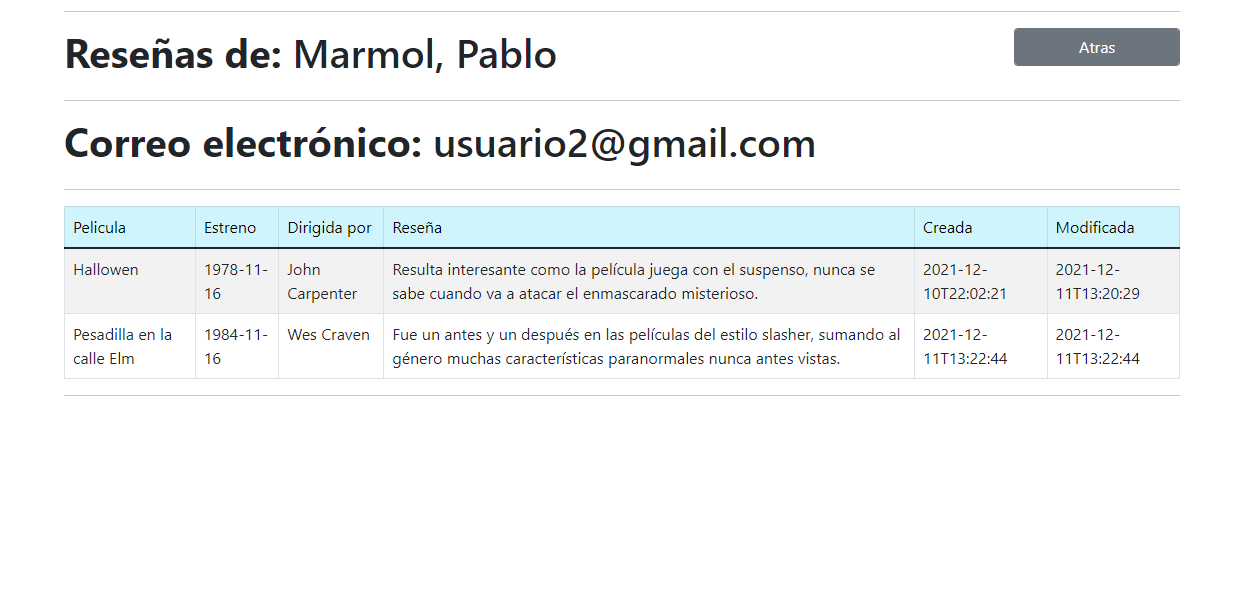 Reseñas de: Marmol, Pablo
Atras
Correo electrónico: usuario2@gmail.com
Pelicula Estreno Dirigida por Reseña Creada Modificada
Hallowen 1978-11- John Resulta interesante como la película juega con el suspenso, nunca se 2021-12- 2021-12-
16 Carpenter sabe cuando va a atacar el enmascarado misterioso. 10T22:02:21 11T13:20:29
Pesadilla en la 1984-11- Wes Craven Fue un antes y un después en las películas del estilo slasher, sumando al 2021-12- 2021-12-
calle Elm 16 género muchas características paranormales nunca antes vistas. 11T13:22:44 11T13:22:44